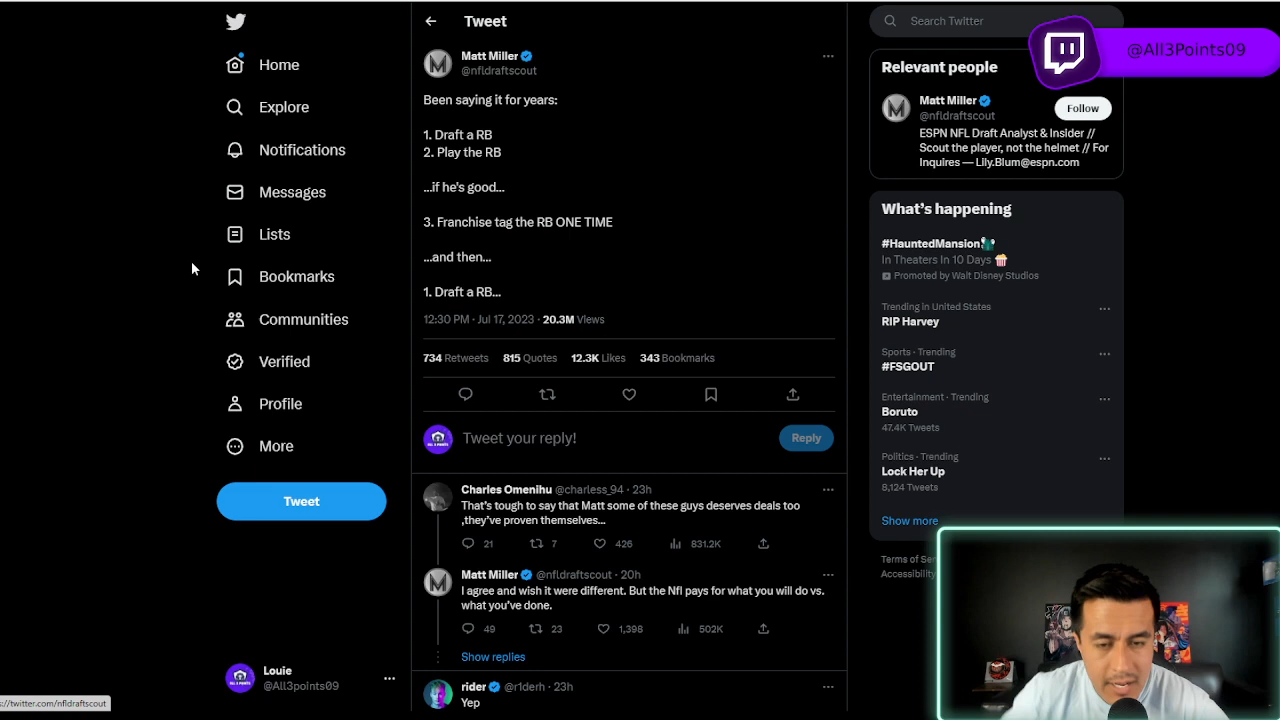 Home
Explore
Notifications
Messages
Lists
Bookmarks
Communities
Verified
Profile
More
Tweet
Louie
@All3points09
s://twitter.com/nfldraftscout
Tweet
Matt Miller
@nfldraftscout
Been saying it for years:
1. Draft a RB
2. Play the RB
...if he's good...
3. Franchise tag the RB ONE TIME
...and then...
1. Draft a RB...
12:30 PM · Jul 17, 2023 · 20.3M Views
734 Retweets 815 Quotes 12.3K Likes 343 Bookmarks
Tweet your reply!
Reply
Charles Omenihu @charless_94 · 23h
That's tough to say that Matt some of these guys deserves deals too
,they've proven themselves...
21 7 426 831.2K
Matt Miller @nfldraftscout · 20h
I agree and wish it were different. But the Nfl pays for what you will do vs.
what you've done.
49 23 1,398 502K
Show replies
rider @r1derh · 23h
Yep
Search Twitter
@All3Points09
Relevant people
Matt Miller
@nfldraftscout
Follow
ESPN NFL Draft Analyst & Insider //
Scout the player, not the helmet // For
Inquires — Lily.Blum@espn.com
What's happening
#HauntedMansion
In Theaters In 10 Days
Promoted by Walt Disney Studios
Trending in United States
RIP Harvey
Sports · Trending
#FSGOUT
Entertainment · Trending
Boruto
47.4K Tweets
Politics · Trending
Lock Her Up
8,124 Tweets
Show more
Terms of Ser
Accessibility